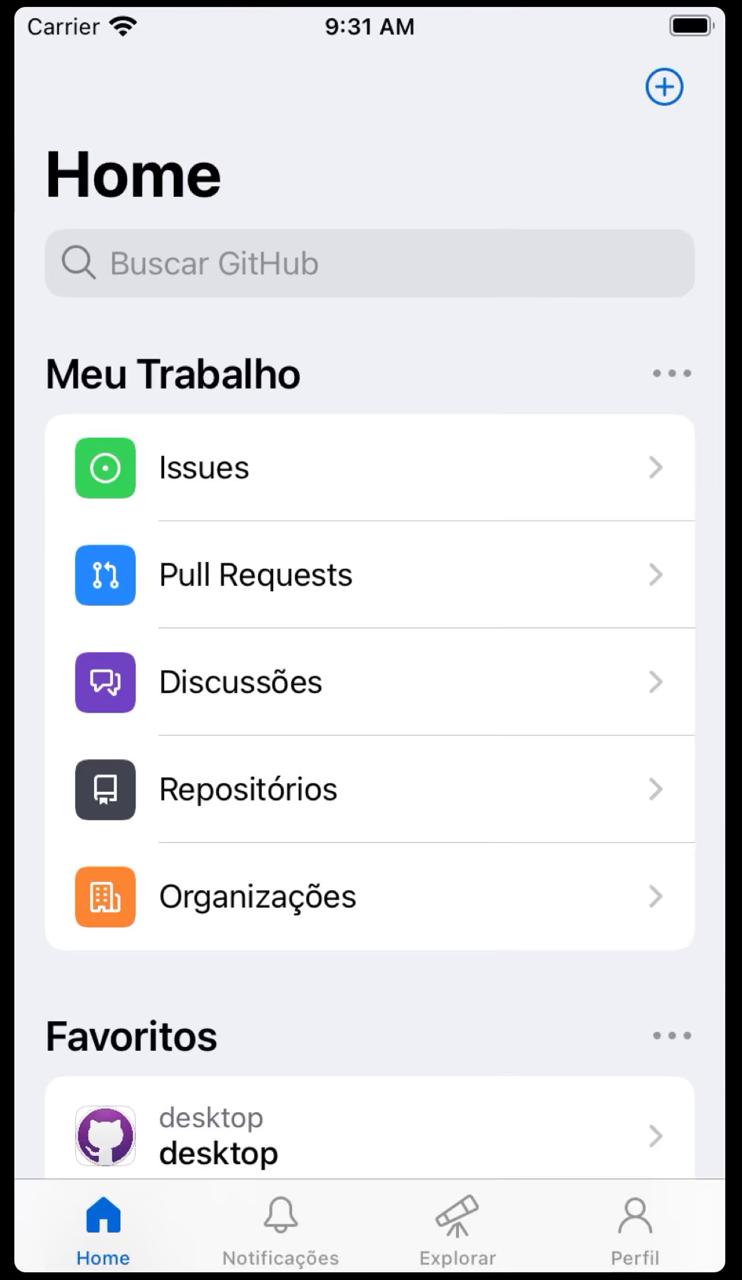 Carrier 9:31 AM
Home
Buscar GitHub
Meu Trabalho
Issues
Pull Requests
Discussões
Repositórios
Organizações
Favoritos
desktop
desktop
Home Notificações Explorar Perfil